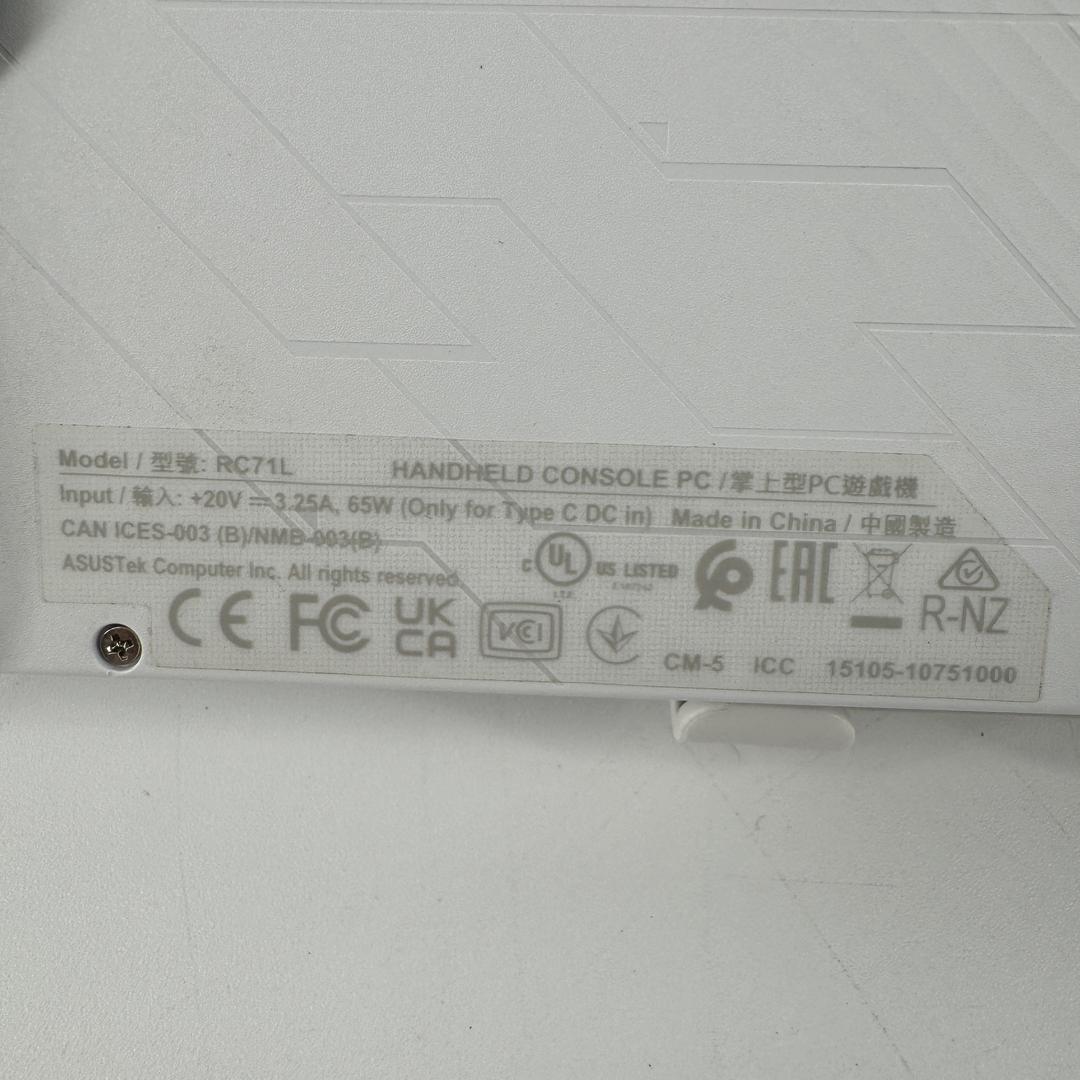 Model / 型號: RC71L HANDHELD CONSOLE PC / 掌上型PC遊戲機
Input / 輸入: +20V ⎓ 3.25A, 65W (Only for Type C DC in) Made in China / 中國製造
CAN ICES-003 (B)/NMB-003(B)
ASUSTek Computer Inc. All rights reserved.
c UL US LISTED EAC
I.T.E.
CE FC UK CA VCI R-NZ
CM-5 ICC 15105-10751000